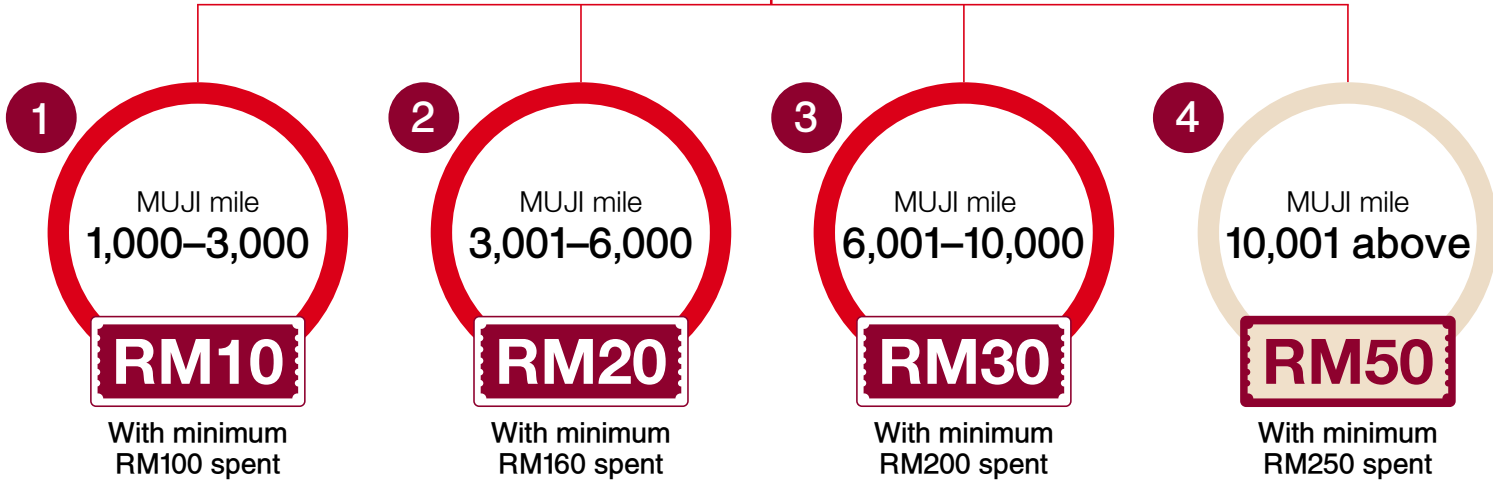 1
MUJI mile
1,000–3,000
RM10
With minimum
RM100 spent
2
MUJI mile
3,001–6,000
RM20
With minimum
RM160 spent
3
MUJI mile
6,001–10,000
RM30
With minimum
RM200 spent
4
MUJI mile
10,001 above
RM50
With minimum
RM250 spent